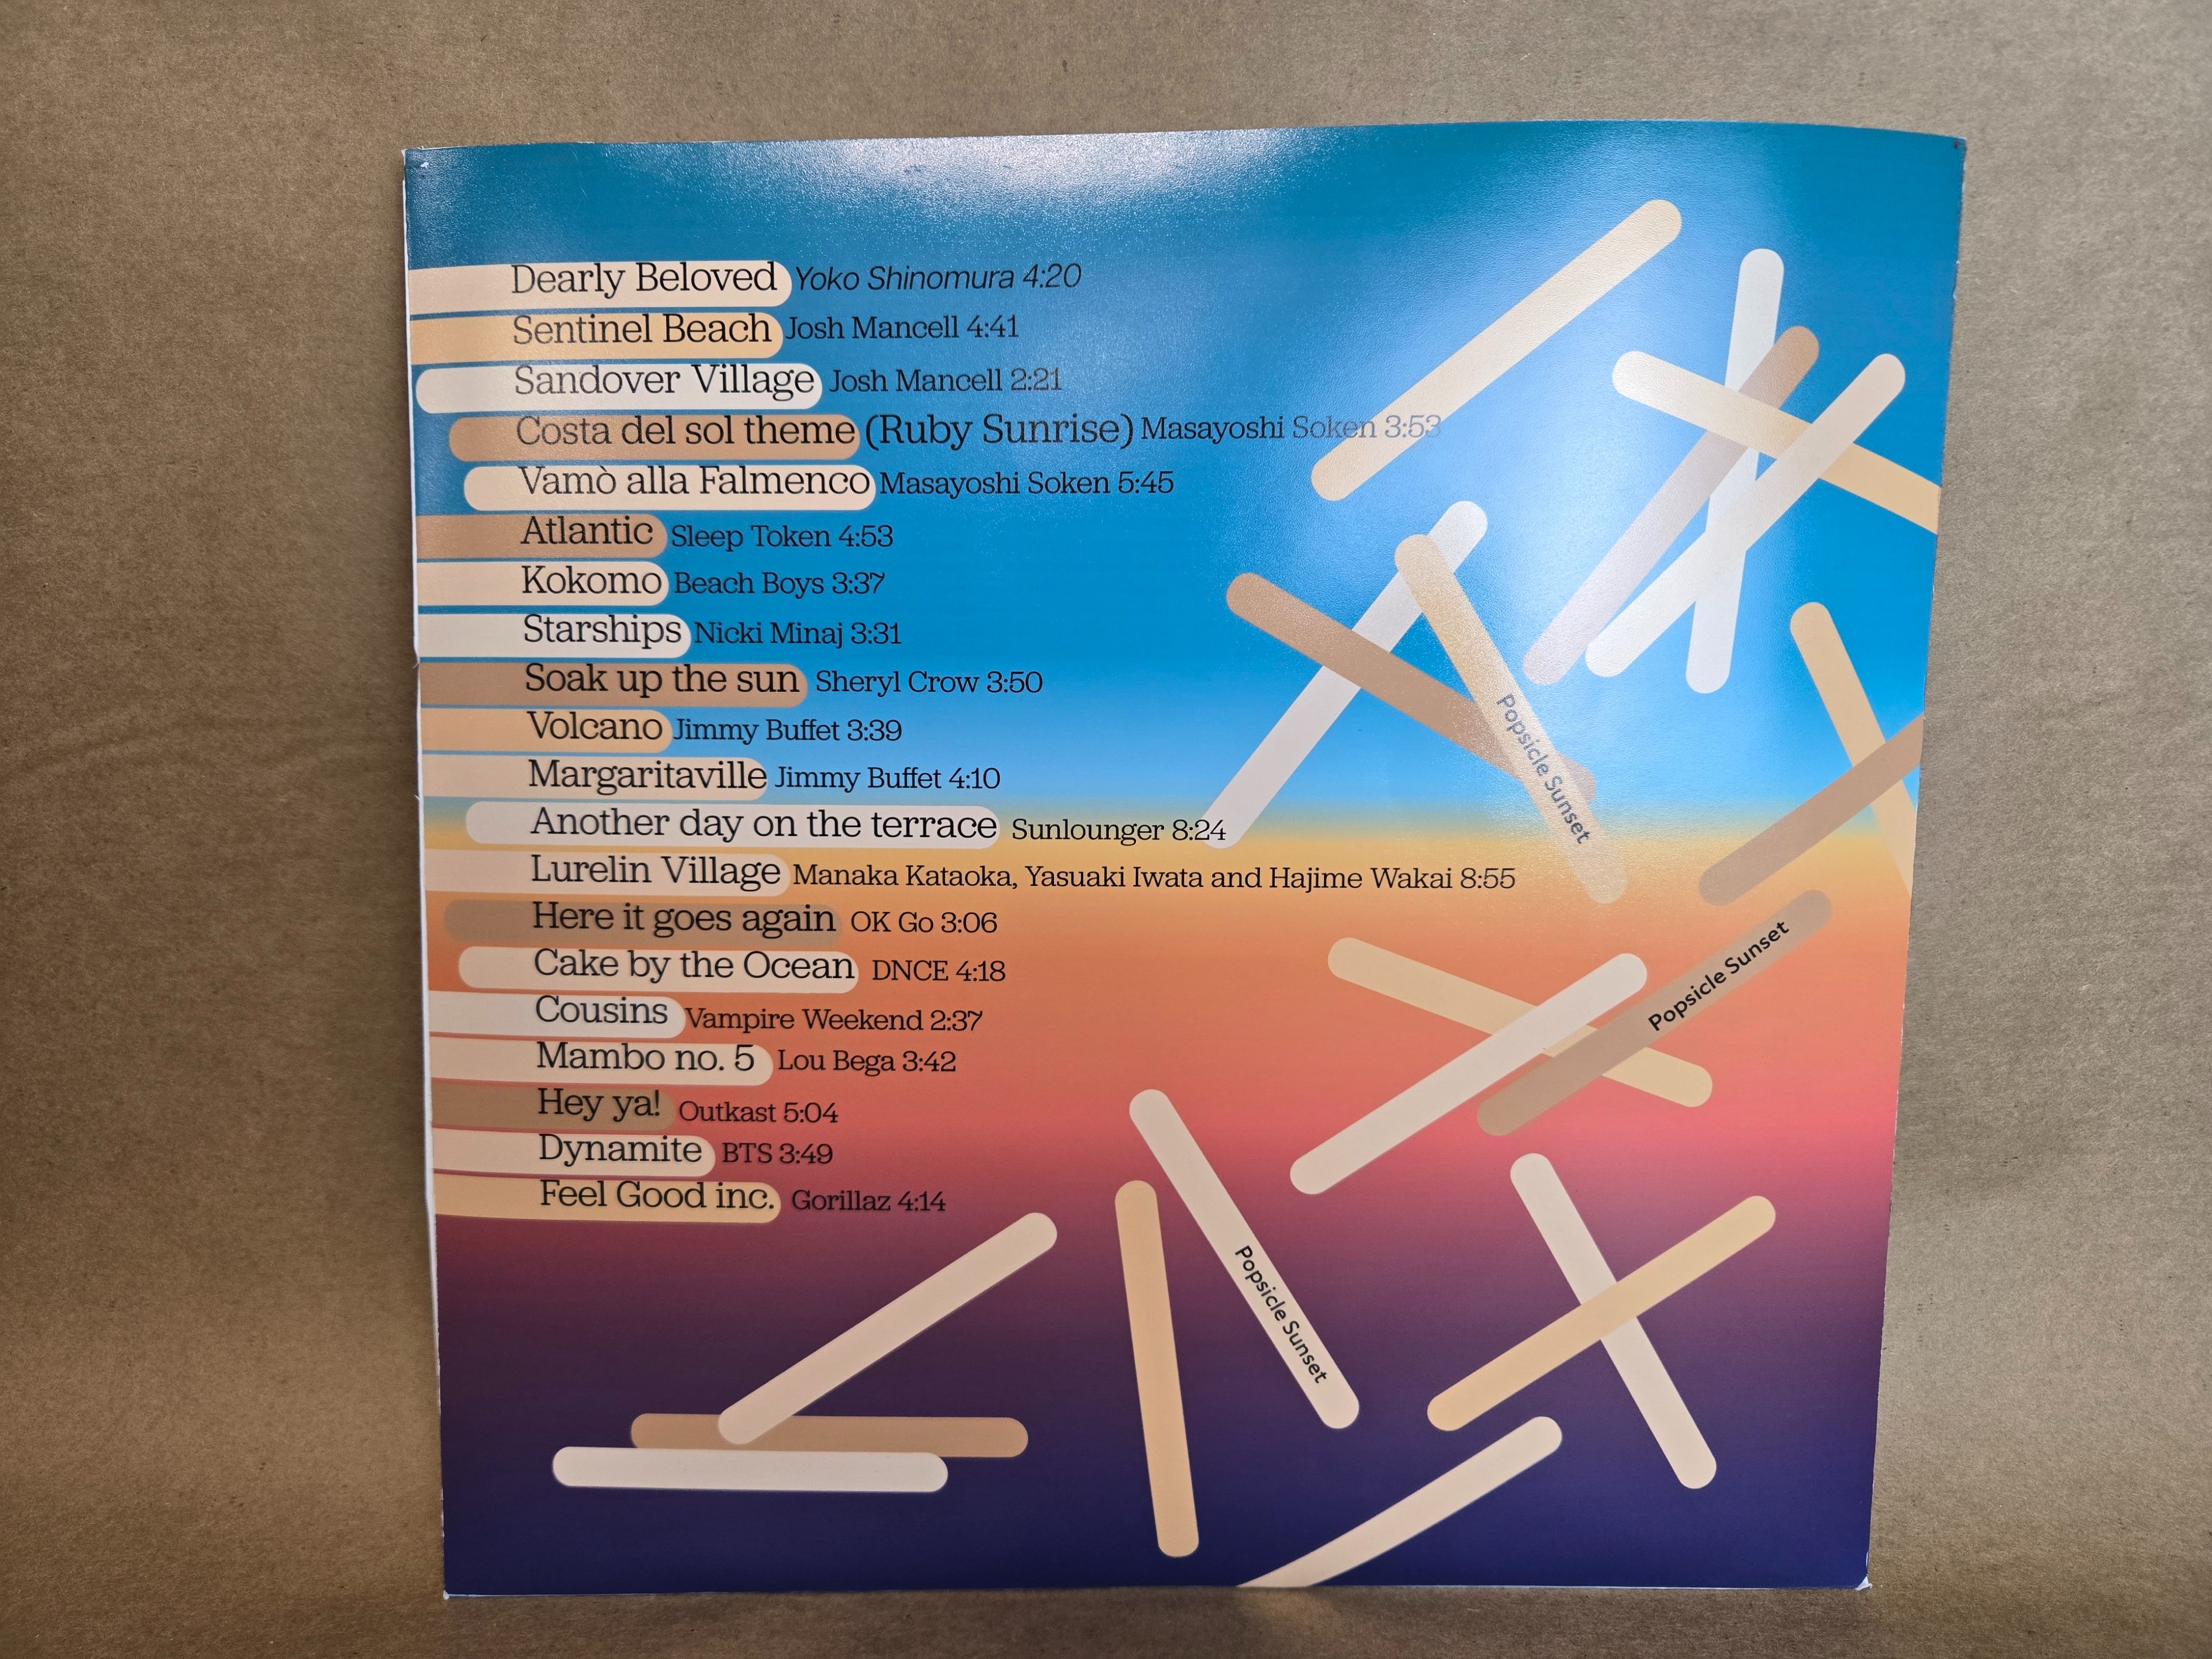 Dearly Beloved Yoko Shinomura 4:20
Sentinel Beach Josh Mancell 4:41
Sandover Village Josh Mancell 2:21
Costa del sol theme (Ruby Sunrise) Masayoshi Soken 3:53
Vamò alla Falmenco Masayoshi Soken 5:45
Atlantic Sleep Token 4:53
Kokomo Beach Boys 3:37
Starships Nicki Minaj 3:31
Soak up the sun Sheryl Crow 3:50
Volcano Jimmy Buffet 3:39
Margaritaville Jimmy Buffet 4:10
Another day on the terrace Sunlounger 8:24
Lurelin Village Manaka Kataoka, Yasuaki Iwata and Hajime Wakai 8:55
Here it goes again OK Go 3:06
Cake by the Ocean DNCE 4:18
Cousins Vampire Weekend 2:37
Mambo no. 5 Lou Bega 3:42
Hey ya! Outkast 5:04
Dynamite BTS 3:49
Feel Good inc. Gorillaz 4:14
Popsicle Sunset
Popsicle Sunset
Popsicle Sunset